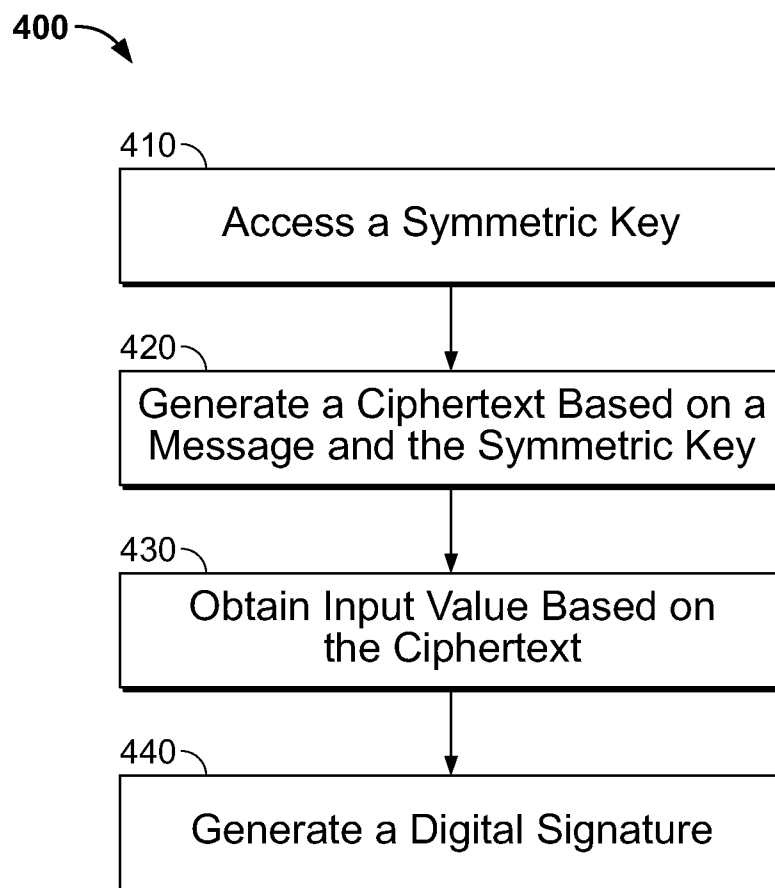 400
410
Access a Symmetric Key
420
Generate a Ciphertext Based on a
Message and the Symmetric Key
430
Obtain Input Value Based on
the Ciphertext
440
Generate a Digital Signature